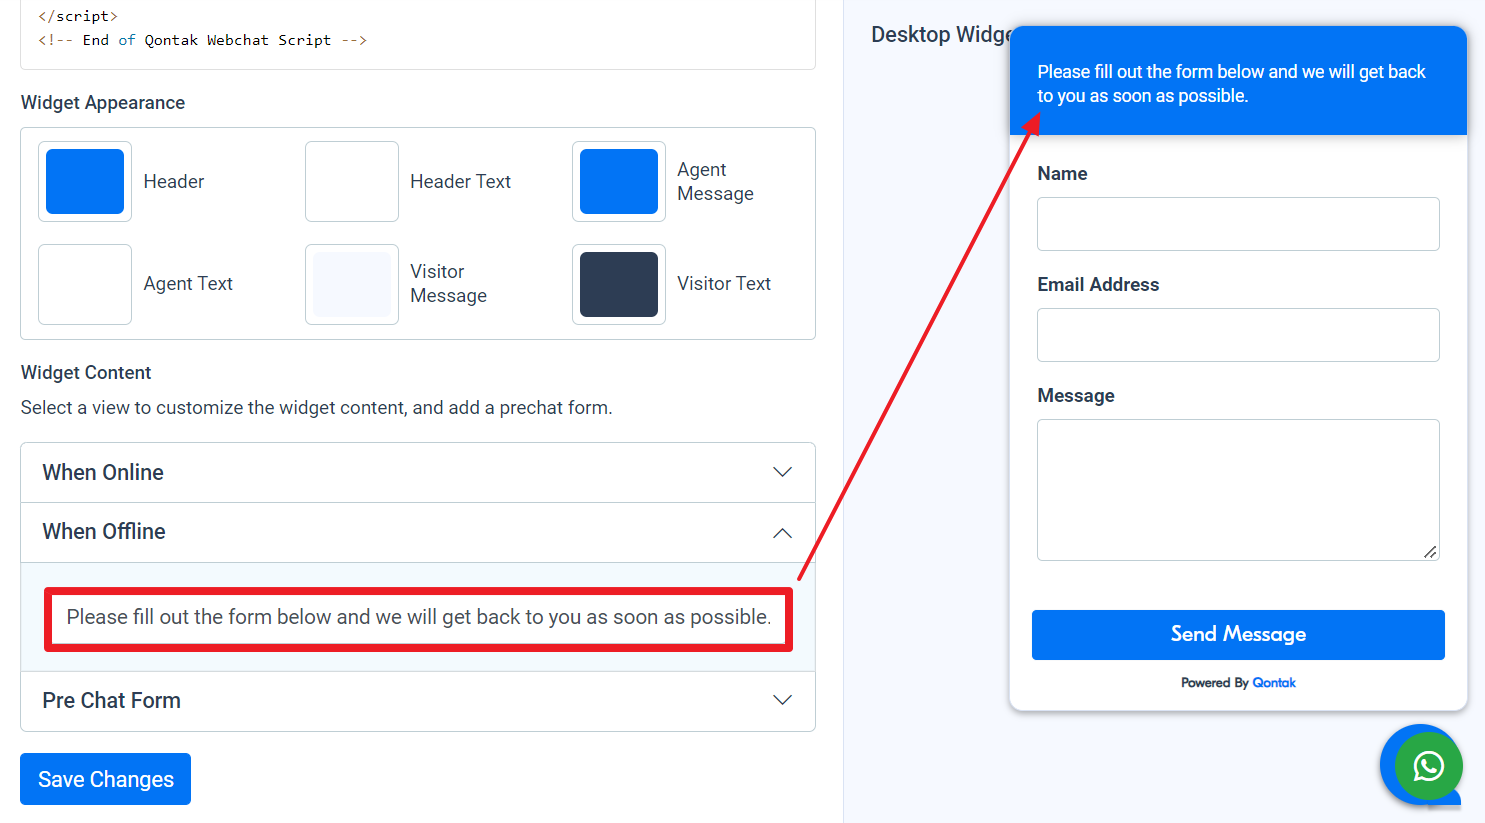 </script>
<!-- End of Qontak Webchat Script -->
Widget Appearance
Header
Header Text
Agent
Message
Agent Text
Visitor
Message
Visitor Text
Widget Content
Select a view to customize the widget content, and add a prechat form.
When Online
When Offline
Please fill out the form below and we will get back to you as soon as possible.
Pre Chat Form
Save Changes
Desktop Widge
Please fill out the form below and we will get back
to you as soon as possible.
Name
Email Address
Message
Send Message
Powered By Qontak